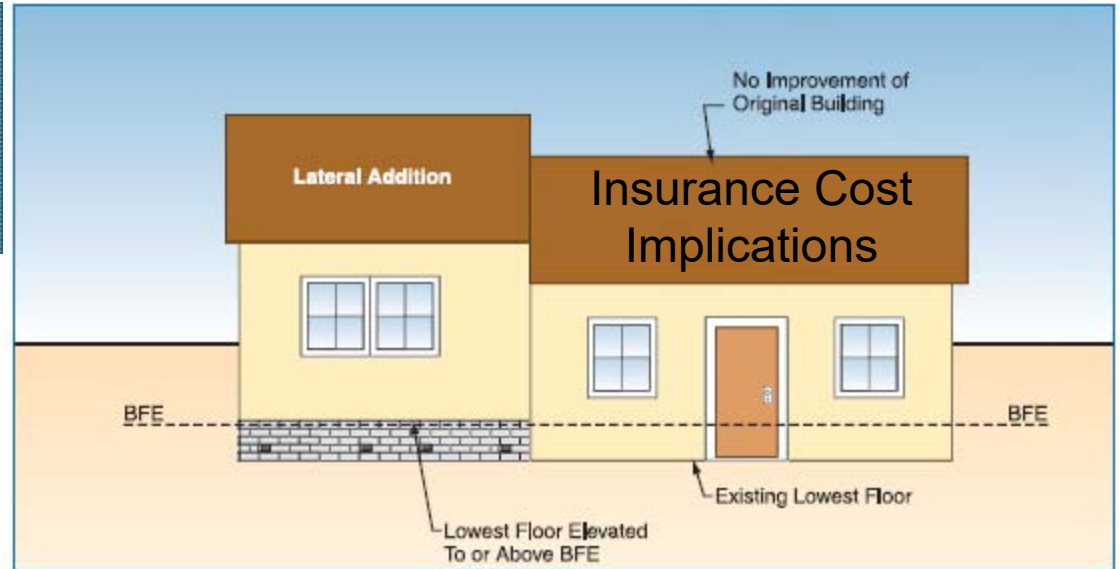 No Improvement of
Original Building
Lateral Addition
Insurance Cost
Implications
BFE
BFE
Existing Lowest Floor
Lowest Floor Elevated
To or Above BFE